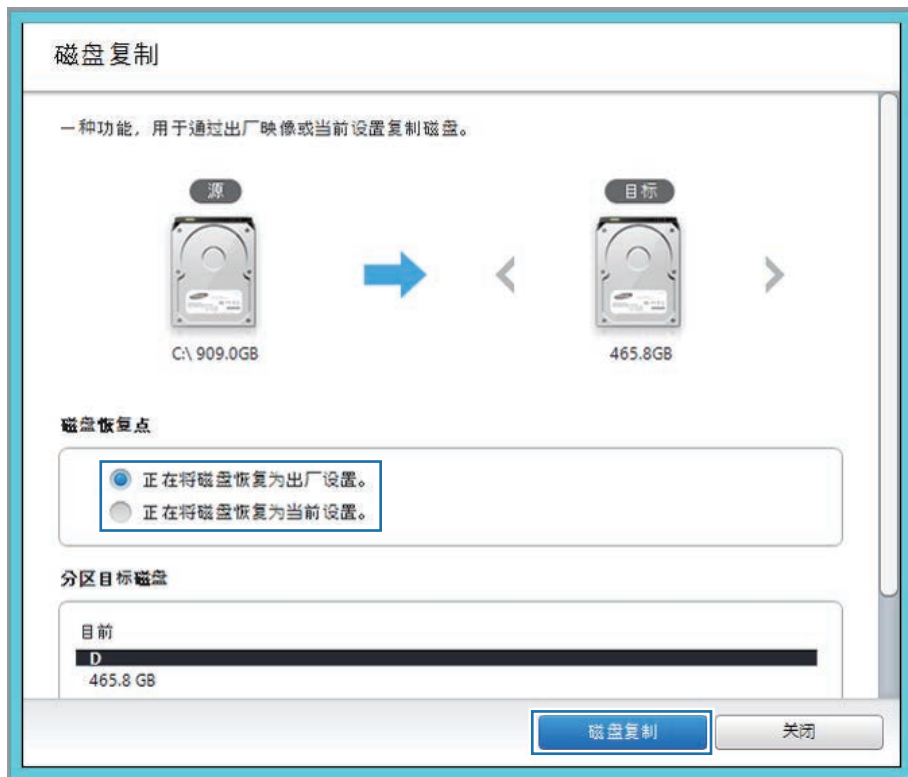 磁盘复制
一种功能，用于通过出厂映像或当前设置复制磁盘。
源
目标
C:\ 909.0GB
465.8GB
磁盘恢复点
正在将磁盘恢复为出厂设置。
正在将磁盘恢复为当前设置。
分区目标磁盘
目前
D
465.8 GB
磁盘复制
关闭